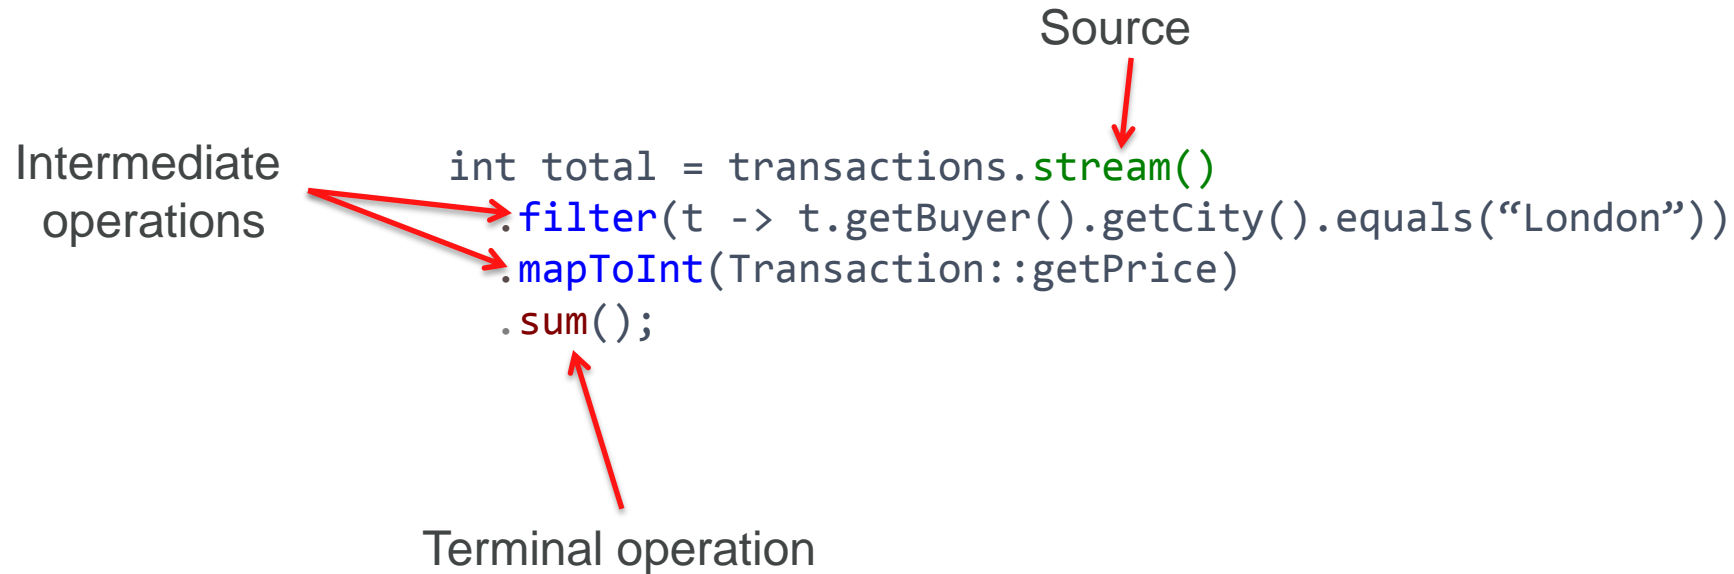 Source
Intermediate
operations
int total = transactions.stream()
.filter(t -> t.getBuyer().getCity().equals(“London”))
.mapToInt(Transaction::getPrice)
.sum();
Terminal operation